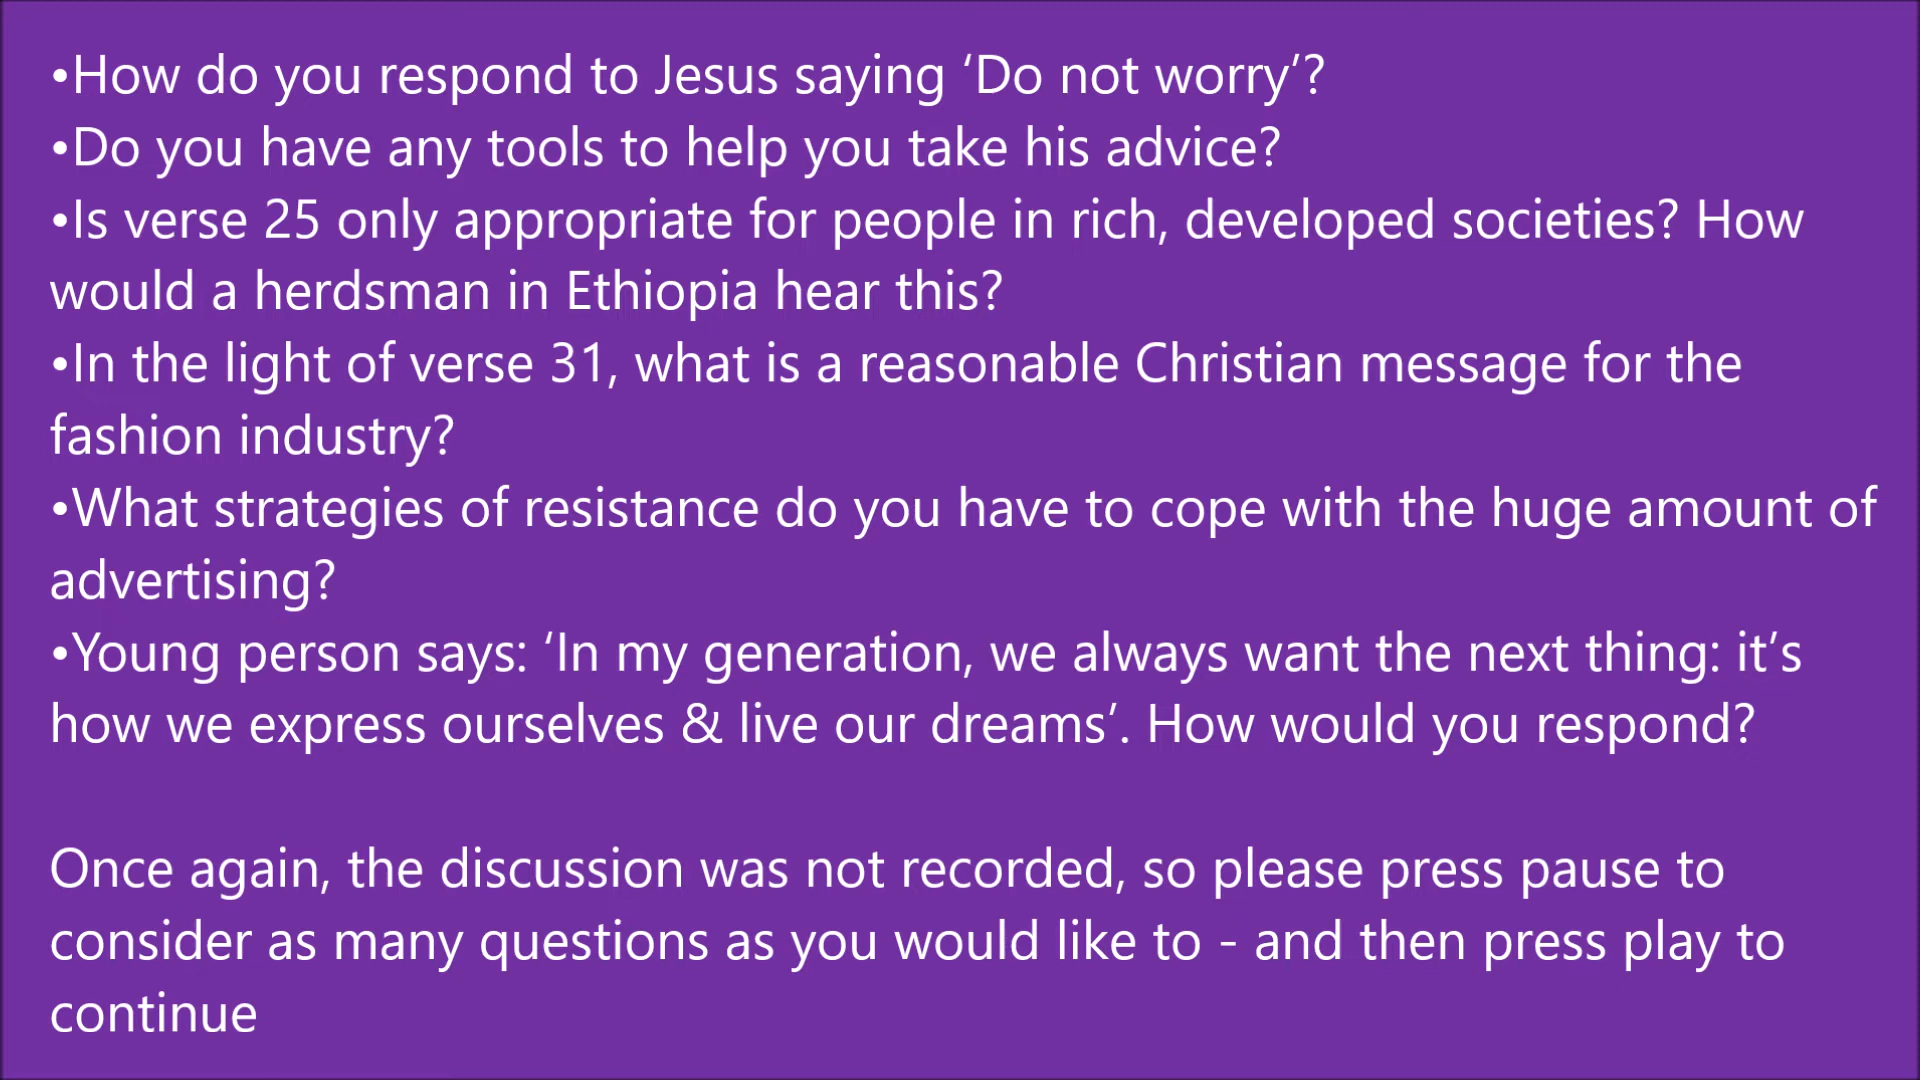 •How do you respond to Jesus saying ‘Do not worry’?
•Do you have any tools to help you take his advice?
•Is verse 25 only appropriate for people in rich, developed societies? How
would a herdsman in Ethiopia hear this?
•In the light of verse 31, what is a reasonable Christian message for the
fashion industry?
•What strategies of resistance do you have to cope with the huge amount of
advertising?
•Young person says: ‘In my generation, we always want the next thing: it’s
how we express ourselves & live our dreams’. How would you respond?
Once again, the discussion was not recorded, so please press pause to
consider as many questions as you would like to - and then press play to
continue